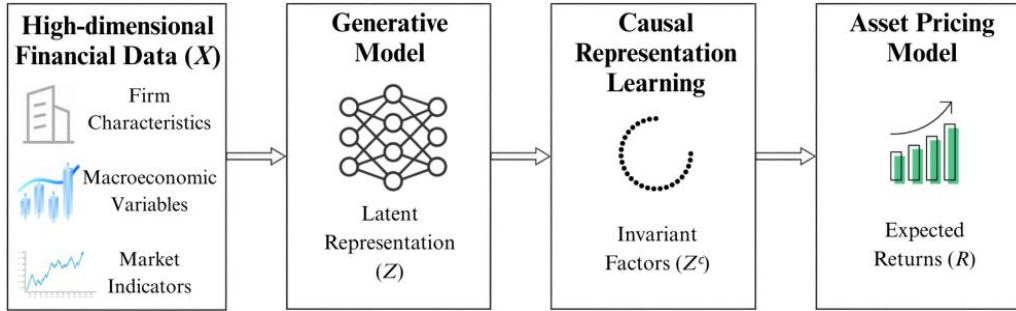 High-dimensional
Financial Data (X)
Firm
Characteristics
Macroeconomic
Variables
Market
Indicators
Generative
Model
Latent
Representation
(Z)
Causal
Representation
Learning
Invariant
Factors (Zᶜ)
Asset Pricing
Model
Expected
Returns (R)